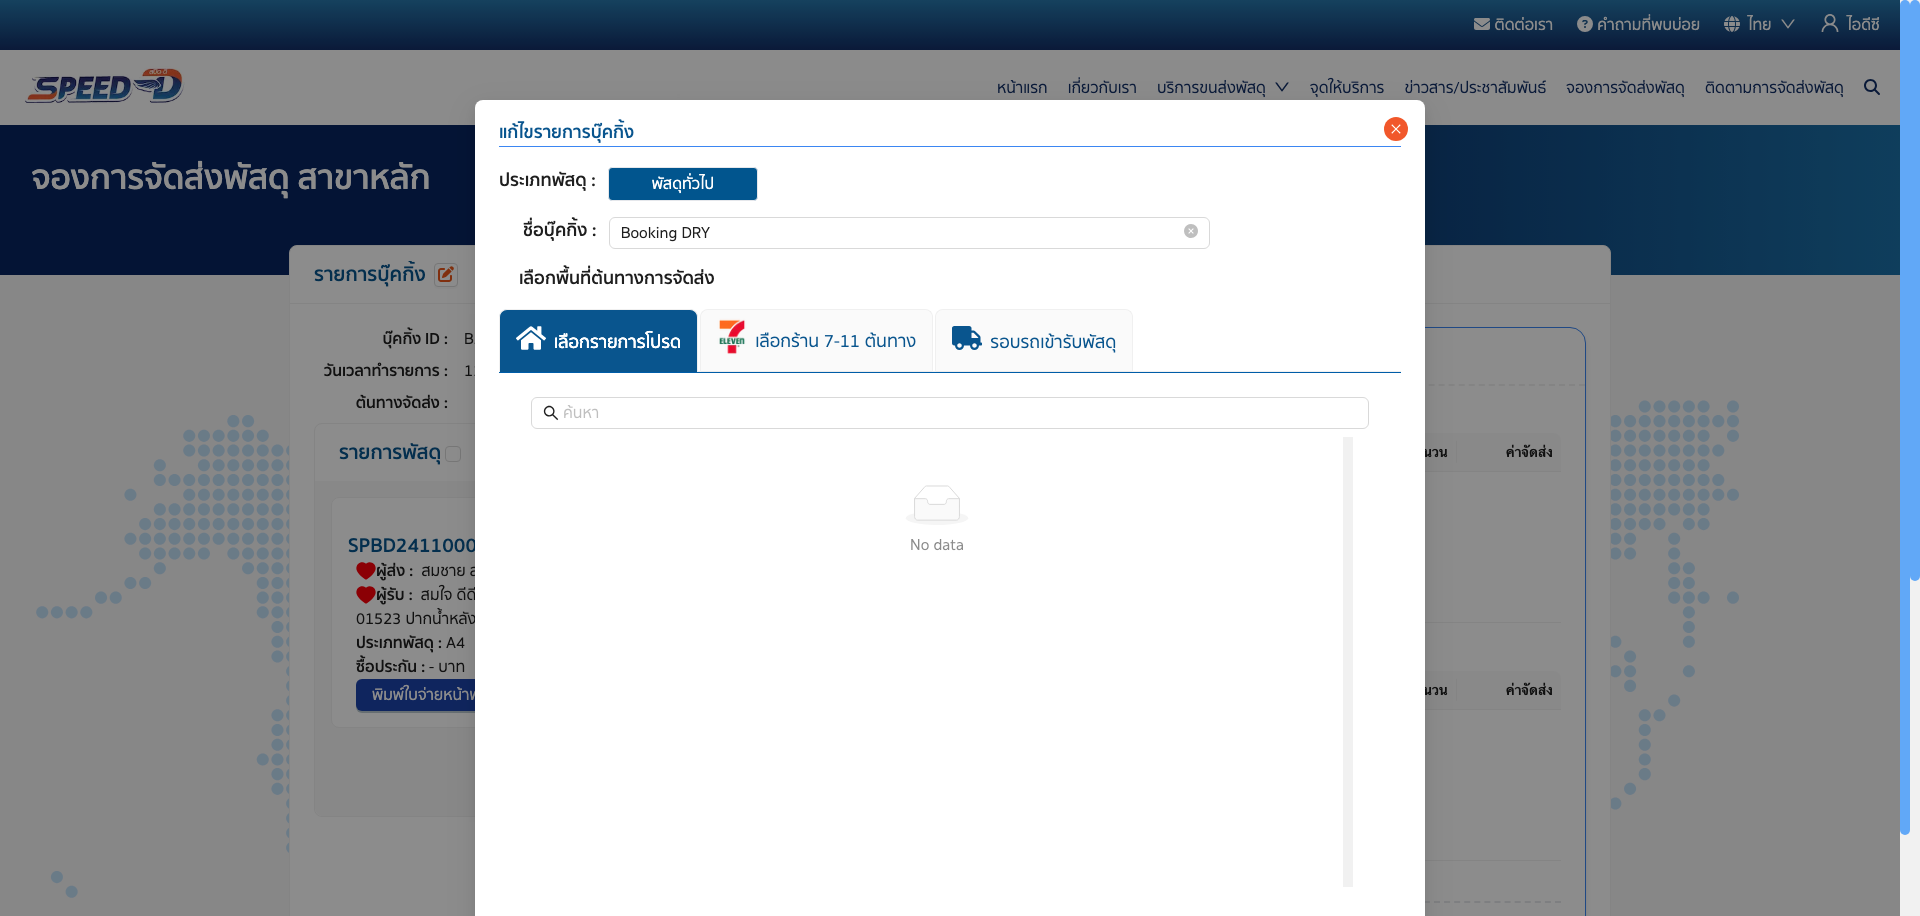 ติดต่อเรา คำถามที่พบบ่อย ไทย ไอดีซี
SPEED-D
หน้าแรก เกี่ยวกับเรา บริการขนส่งพัสดุ จุดให้บริการ ข่าวสาร/ประชาสัมพันธ์ จองการจัดส่งพัสดุ ติดตามการจัดส่งพัสดุ
จองการจัดส่งพัสดุ สาขาหลัก
แก้ไขรายการบุ๊คกิ้ง
ประเภทพัสดุ : พัสดุทั่วไป
ชื่อบุ๊คกิ้ง : Booking DRY
เลือกพื้นที่ต้นทางการจัดส่ง
เลือกรายการโปรด
7 ELEVEN เลือกร้าน 7-11 ต้นทาง
รอบรถเข้ารับพัสดุ
ค้นหา
No data
รายการบุ๊คกิ้ง
บุ๊คกิ้ง ID : B
วันเวลาทำรายการ : 1
ต้นทางจัดส่ง :
รายการพัสดุ
SPBD2411000
ผู้ส่ง : สมชาย
ผู้รับ : สมใจ ดีดี
01523 ปากน้ำหลัง
ประเภทพัสดุ : A4
ซื้อประกัน : - บาท
พิมพ์ใบจ่ายหน้า
ค่าจัดส่ง
ค่าจัดส่ง